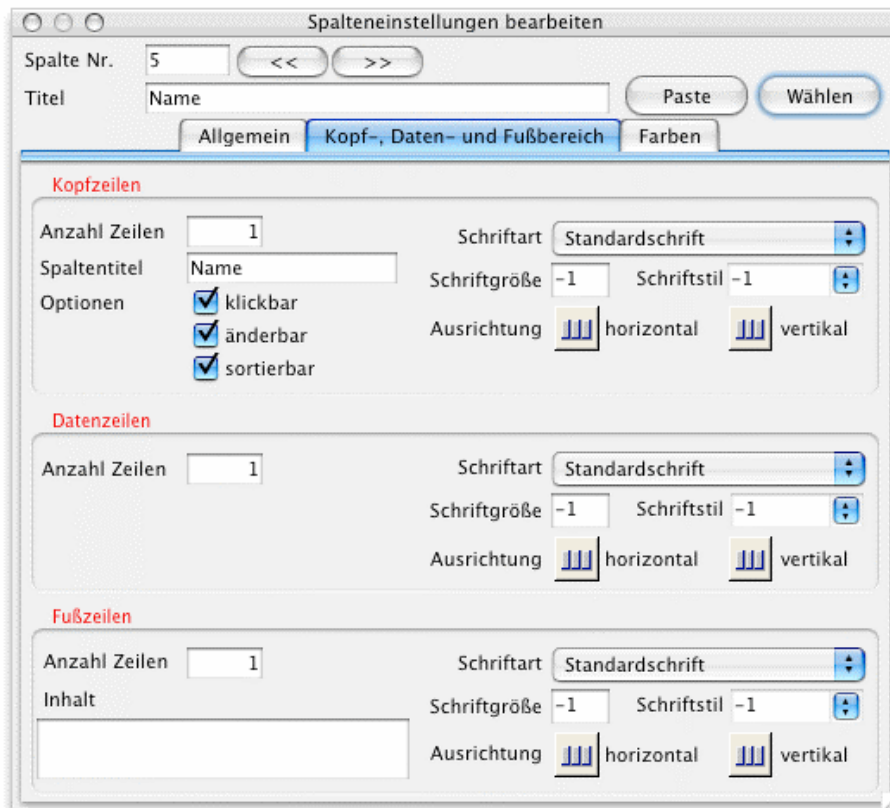 Spalteneinstellungen bearbeiten
Spalte Nr. 5 << >>
Titel Name Paste Wählen
Allgemein Kopf-, Daten- und Fußbereich Farben
Kopfzeilen
Anzahl Zeilen 1 Schriftart Standardschrift
Spaltentitel Name Schriftgröße -1 Schriftstil -1
Optionen klickbar Ausrichtung horizontal vertikal
änderbar
sortierbar
Datenzeilen
Anzahl Zeilen 1 Schriftart Standardschrift
Schriftgröße -1 Schriftstil -1
Ausrichtung horizontal vertikal
Fußzeilen
Anzahl Zeilen 1 Schriftart Standardschrift
Inhalt Schriftgröße -1 Schriftstil -1
Ausrichtung horizontal vertikal